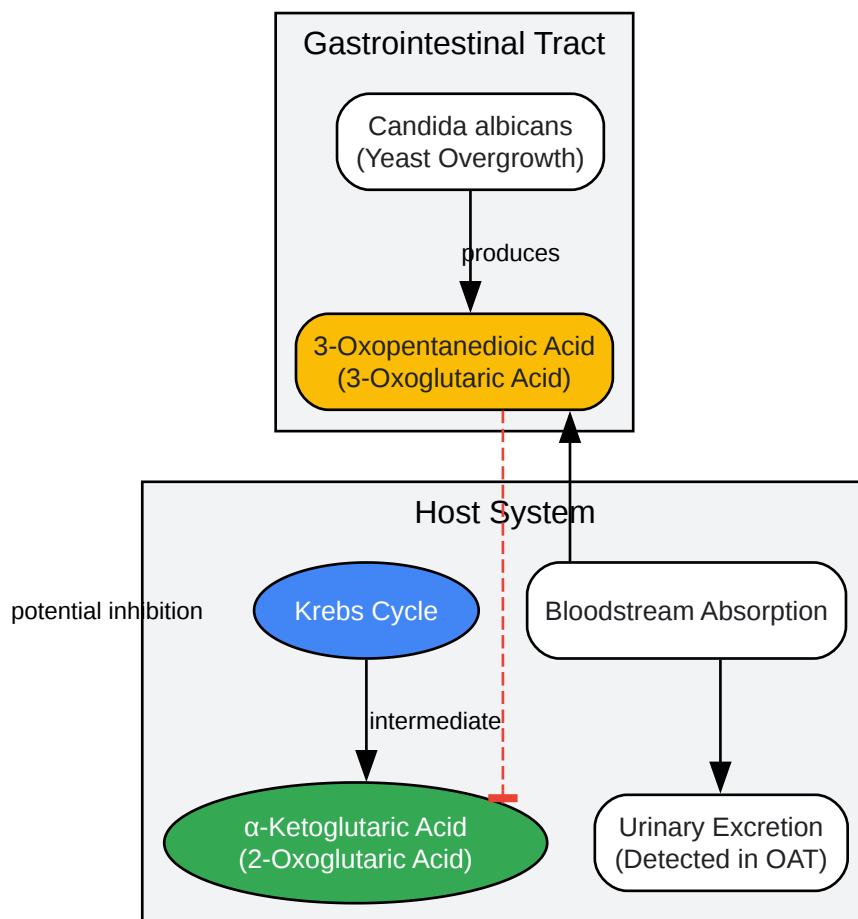 Gastrointestinal Tract
Candida albicans
(Yeast Overgrowth)
produces
3-Oxopentanedioic Acid
(3-Oxoglutaric Acid)
Host System
potential inhibition
Krebs Cycle
Bloodstream Absorption
intermediate
α-Ketoglutaric Acid
(2-Oxoglutaric Acid)
Urinary Excretion
(Detected in OAT)